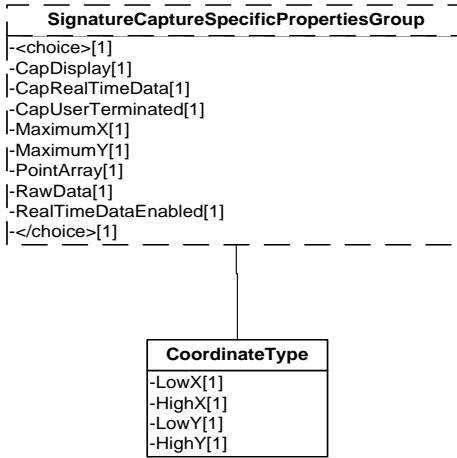 SignatureCaptureSpecificPropertiesGroup
-<choice>[1]
-CapDisplay[1]
-CapRealTimeData[1]
-CapUserTerminated[1]
-MaximumX[1]
-MaximumY[1]
-PointArray[1]
-RawData[1]
-RealTimeDataEnabled[1]
-</choice>[1]
CoordinateType
-LowX[1]
-HighX[1]
-LowY[1]
-HighY[1]